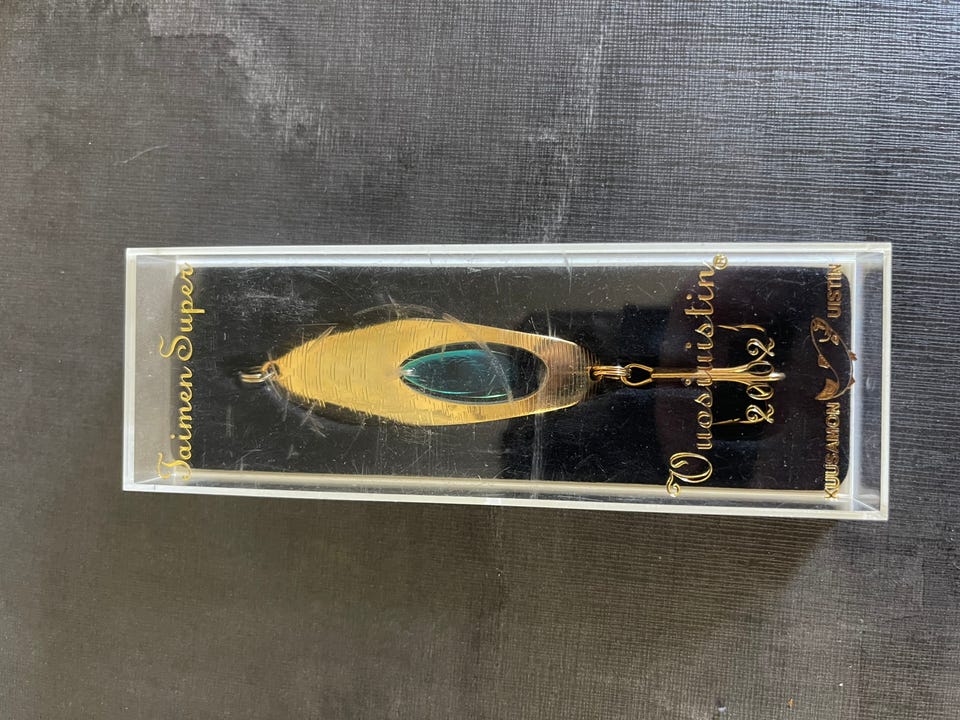 Taimen Super
Vuosiuistin®
2002
KUUSAMON UISTIN